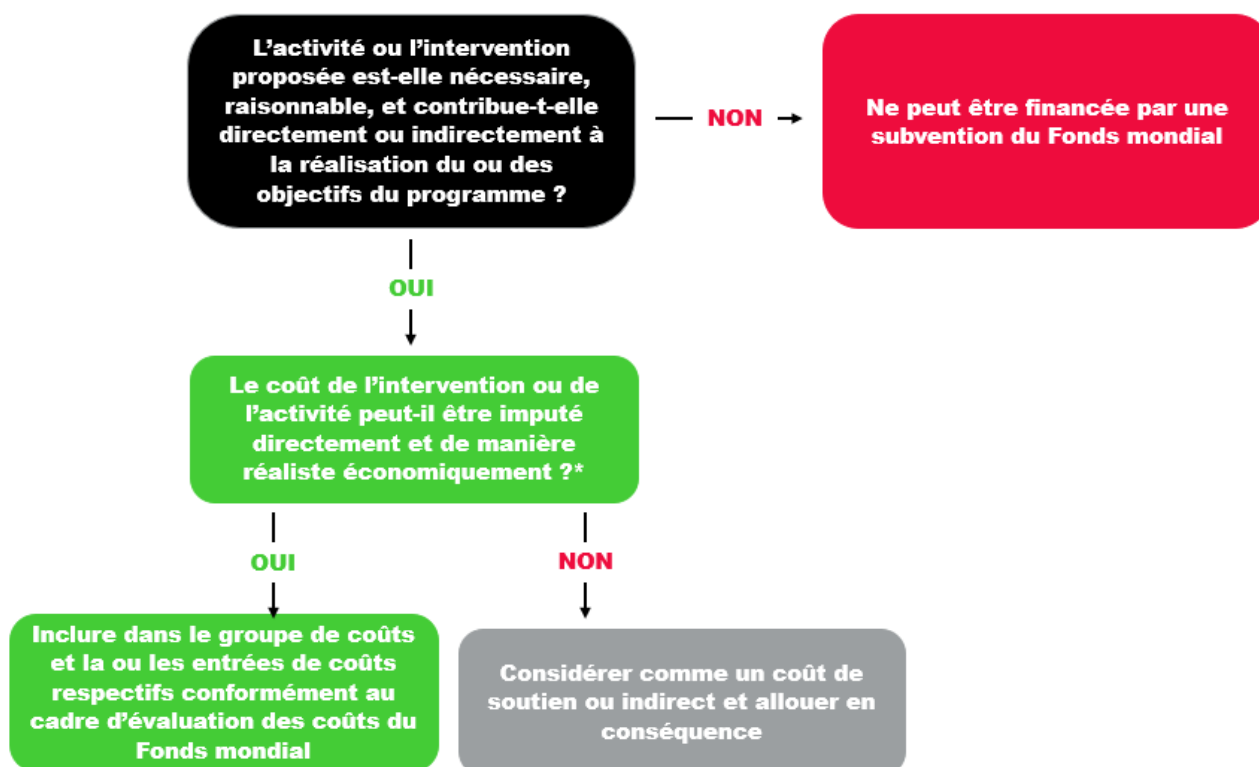 L'activité ou l'intervention
proposée est-elle nécessaire,
raisonnable, et contribue-t-elle
directement ou indirectement à
la réalisation du ou des
objectifs du programme ?
NON
Ne peut être financée par une
subvention du Fonds mondial
OUI
Le coût de l'intervention ou de
l'activité peut-il être imputé
directement et de manière
réaliste économiquement ?*
OUI
NON
Inclure dans le groupe de coûts
et la ou les entrées de coûts
respectifs conformément au
cadre d'évaluation des coûts du
Fonds mondial
Considérer comme un coût de
soutien ou indirect et allouer en
conséquence